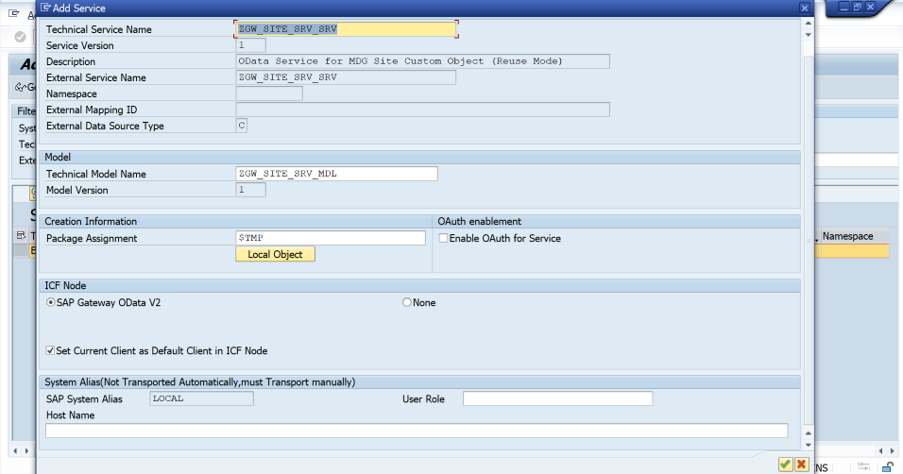 Add Service
Technical Service Name ZGW_SITE_SRV_SRV
Service Version 1
Description OData Service for MDG Site Custom Object (Reuse Mode)
External Service Name ZGW_SITE_SRV_SRV
Namespace
External Mapping ID
External Data Source Type C
Model
Technical Model Name ZGW_SITE_SRV_MDL
Model Version 1
Creation Information OAuth enablement
Package Assignment $TMP Enable OAuth for Service
Local Object
Namespace
ICF Node
SAP Gateway OData V2 None
Set Current Client as Default Client in ICF Node
System Alias(Not Transported Automatically,must Transport manually)
SAP System Alias LOCAL User Role
Host Name